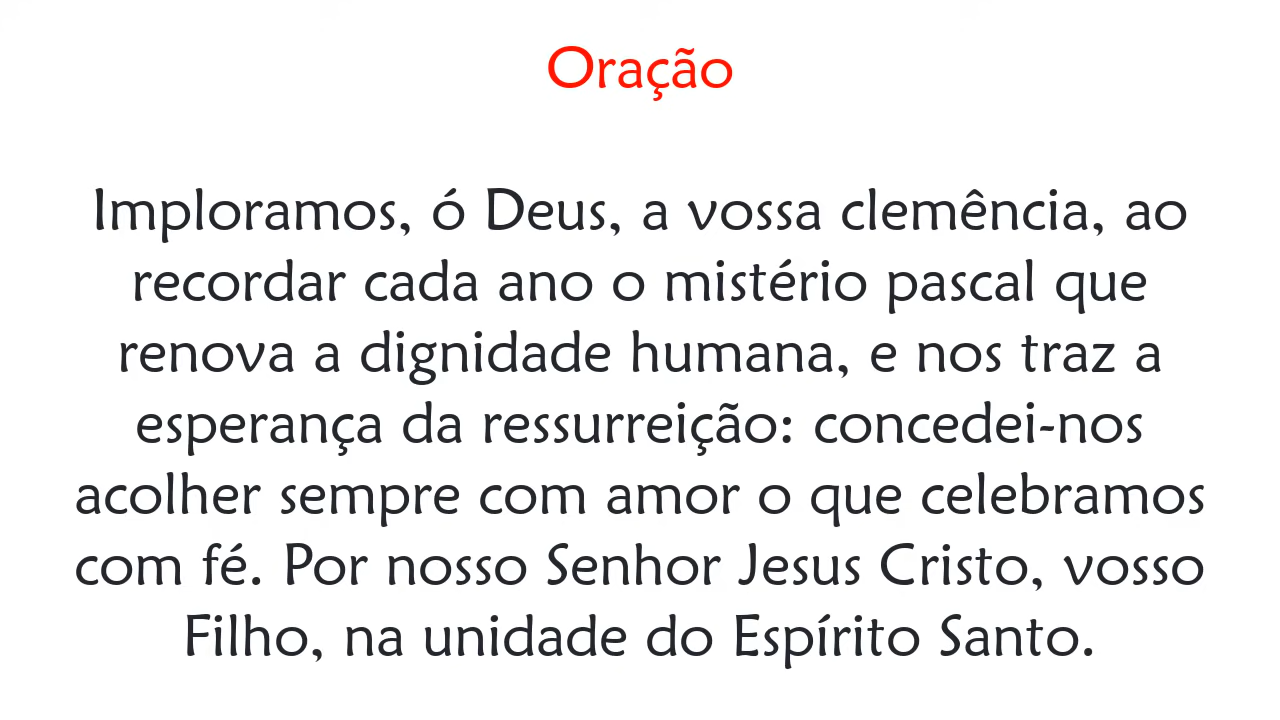 Oração
Imploramos, ó Deus, a vossa clemência, ao
recordar cada ano o mistério pascal que
renova a dignidade humana, e nos traz a
esperança da ressurreição: concedei-nos
acolher sempre com amor o que celebramos
com fé. Por nosso Senhor Jesus Cristo, vosso
Filho, na unidade do Espírito Santo.